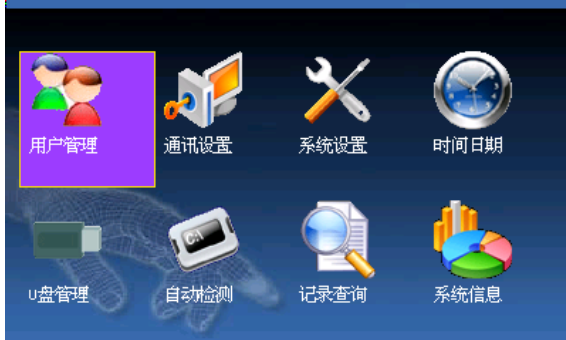 用户管理
通讯设置
系统设置
时间日期
U盘管理
自动检测
记录查询
系统信息
C:\